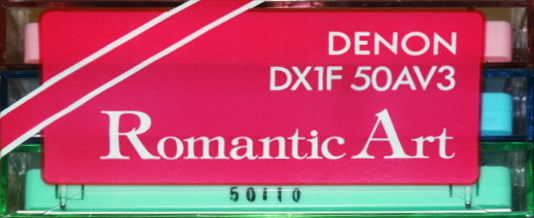 DENON
DX1F 50AV3
Romantic Art
50110